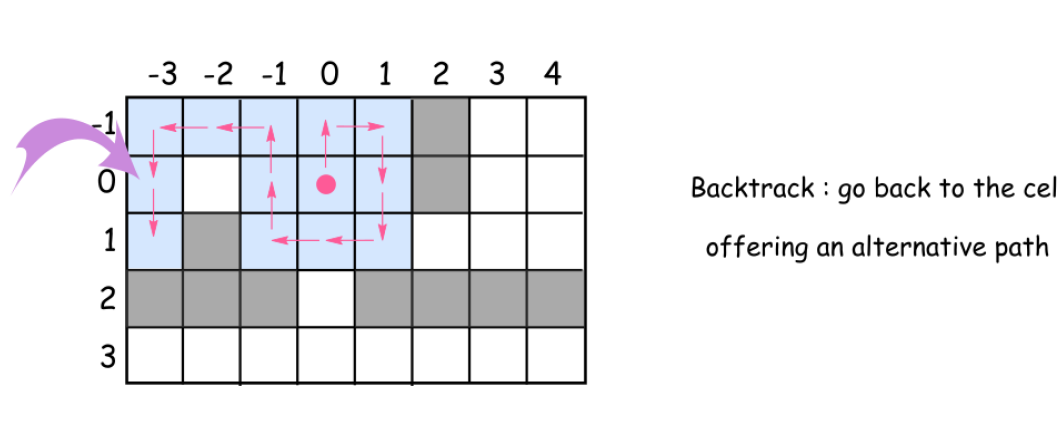 -3 -2 -1 0 1 2 3 4
-1
0
Backtrack : go back to the cel
1
offering an alternative path
2
3